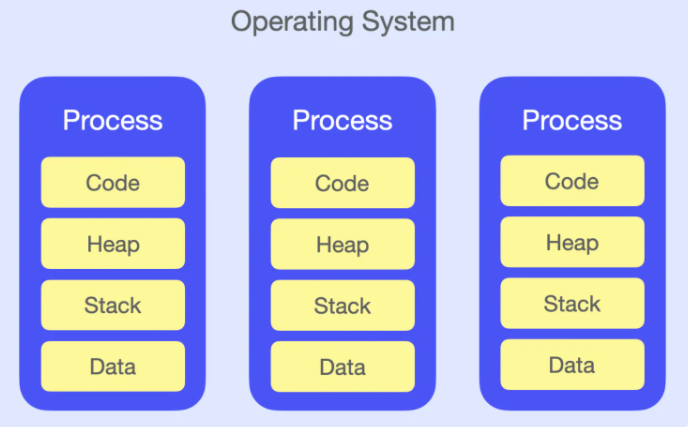 Operating System
Process
Code
Heap
Stack
Data
Process
Code
Heap
Stack
Data
Process
Code
Heap
Stack
Data